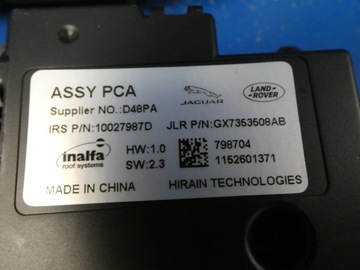 ASSY PCA
JAGUAR
LAND
ROVER
Supplier NO.:D48PA
IRS P/N:10027987D
JLR P/N:GX7353508AB
inalfa
roof systems
HW:1.0
SW:2.3
798704
1152601371
MADE IN CHINA
HIRAIN TECHNOLOGIES